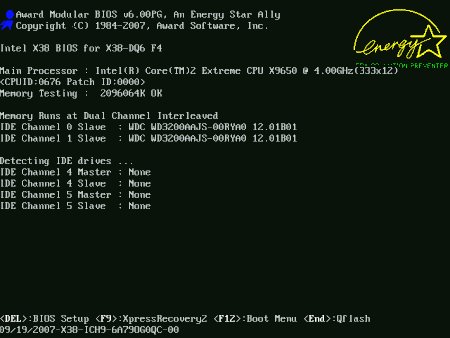 Award Modular BIOS v6.00PG, An Energy Star Ally
Copyright (C) 1984-2007, Award Software, Inc.
Intel X38 BIOS for X38-DQ6 F4
energy
EPA POLLUTION PREVENTER
Main Processor : Intel(R) Core(TM)2 Extreme CPU X9650 @ 4.00GHz(333x12)
<CPUID:0676 Patch ID:0000>
Memory Testing :  2096064K OK
Memory Runs at Dual Channel Interleaved
IDE Channel 0 Slave  : WDC WD3200AAJS-00RYA0 12.01B01
IDE Channel 1 Slave  : WDC WD3200AAJS-00RYA0 12.01B01
Detecting IDE drives ...
IDE Channel 4 Master : None
IDE Channel 4 Slave  : None
IDE Channel 5 Master : None
IDE Channel 5 Slave  : None
<DEL>:BIOS Setup <F9>:XpressRecovery2 <F12>:Boot Menu <End>:Qflash
09/19/2007-X38-ICH9-6A790G0QC-00